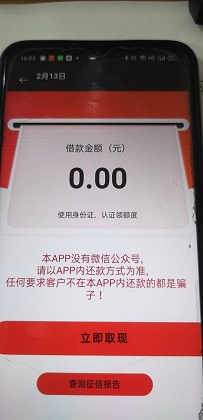 16:03
2月13日
借款金额（元）
0.00
使用身份证，认证领额度
本APP没有微信公众号，
请以APP内还款方式为准，
任何要求客户不在本APP内还款的都是骗
子！
立即取现
查询征信报告